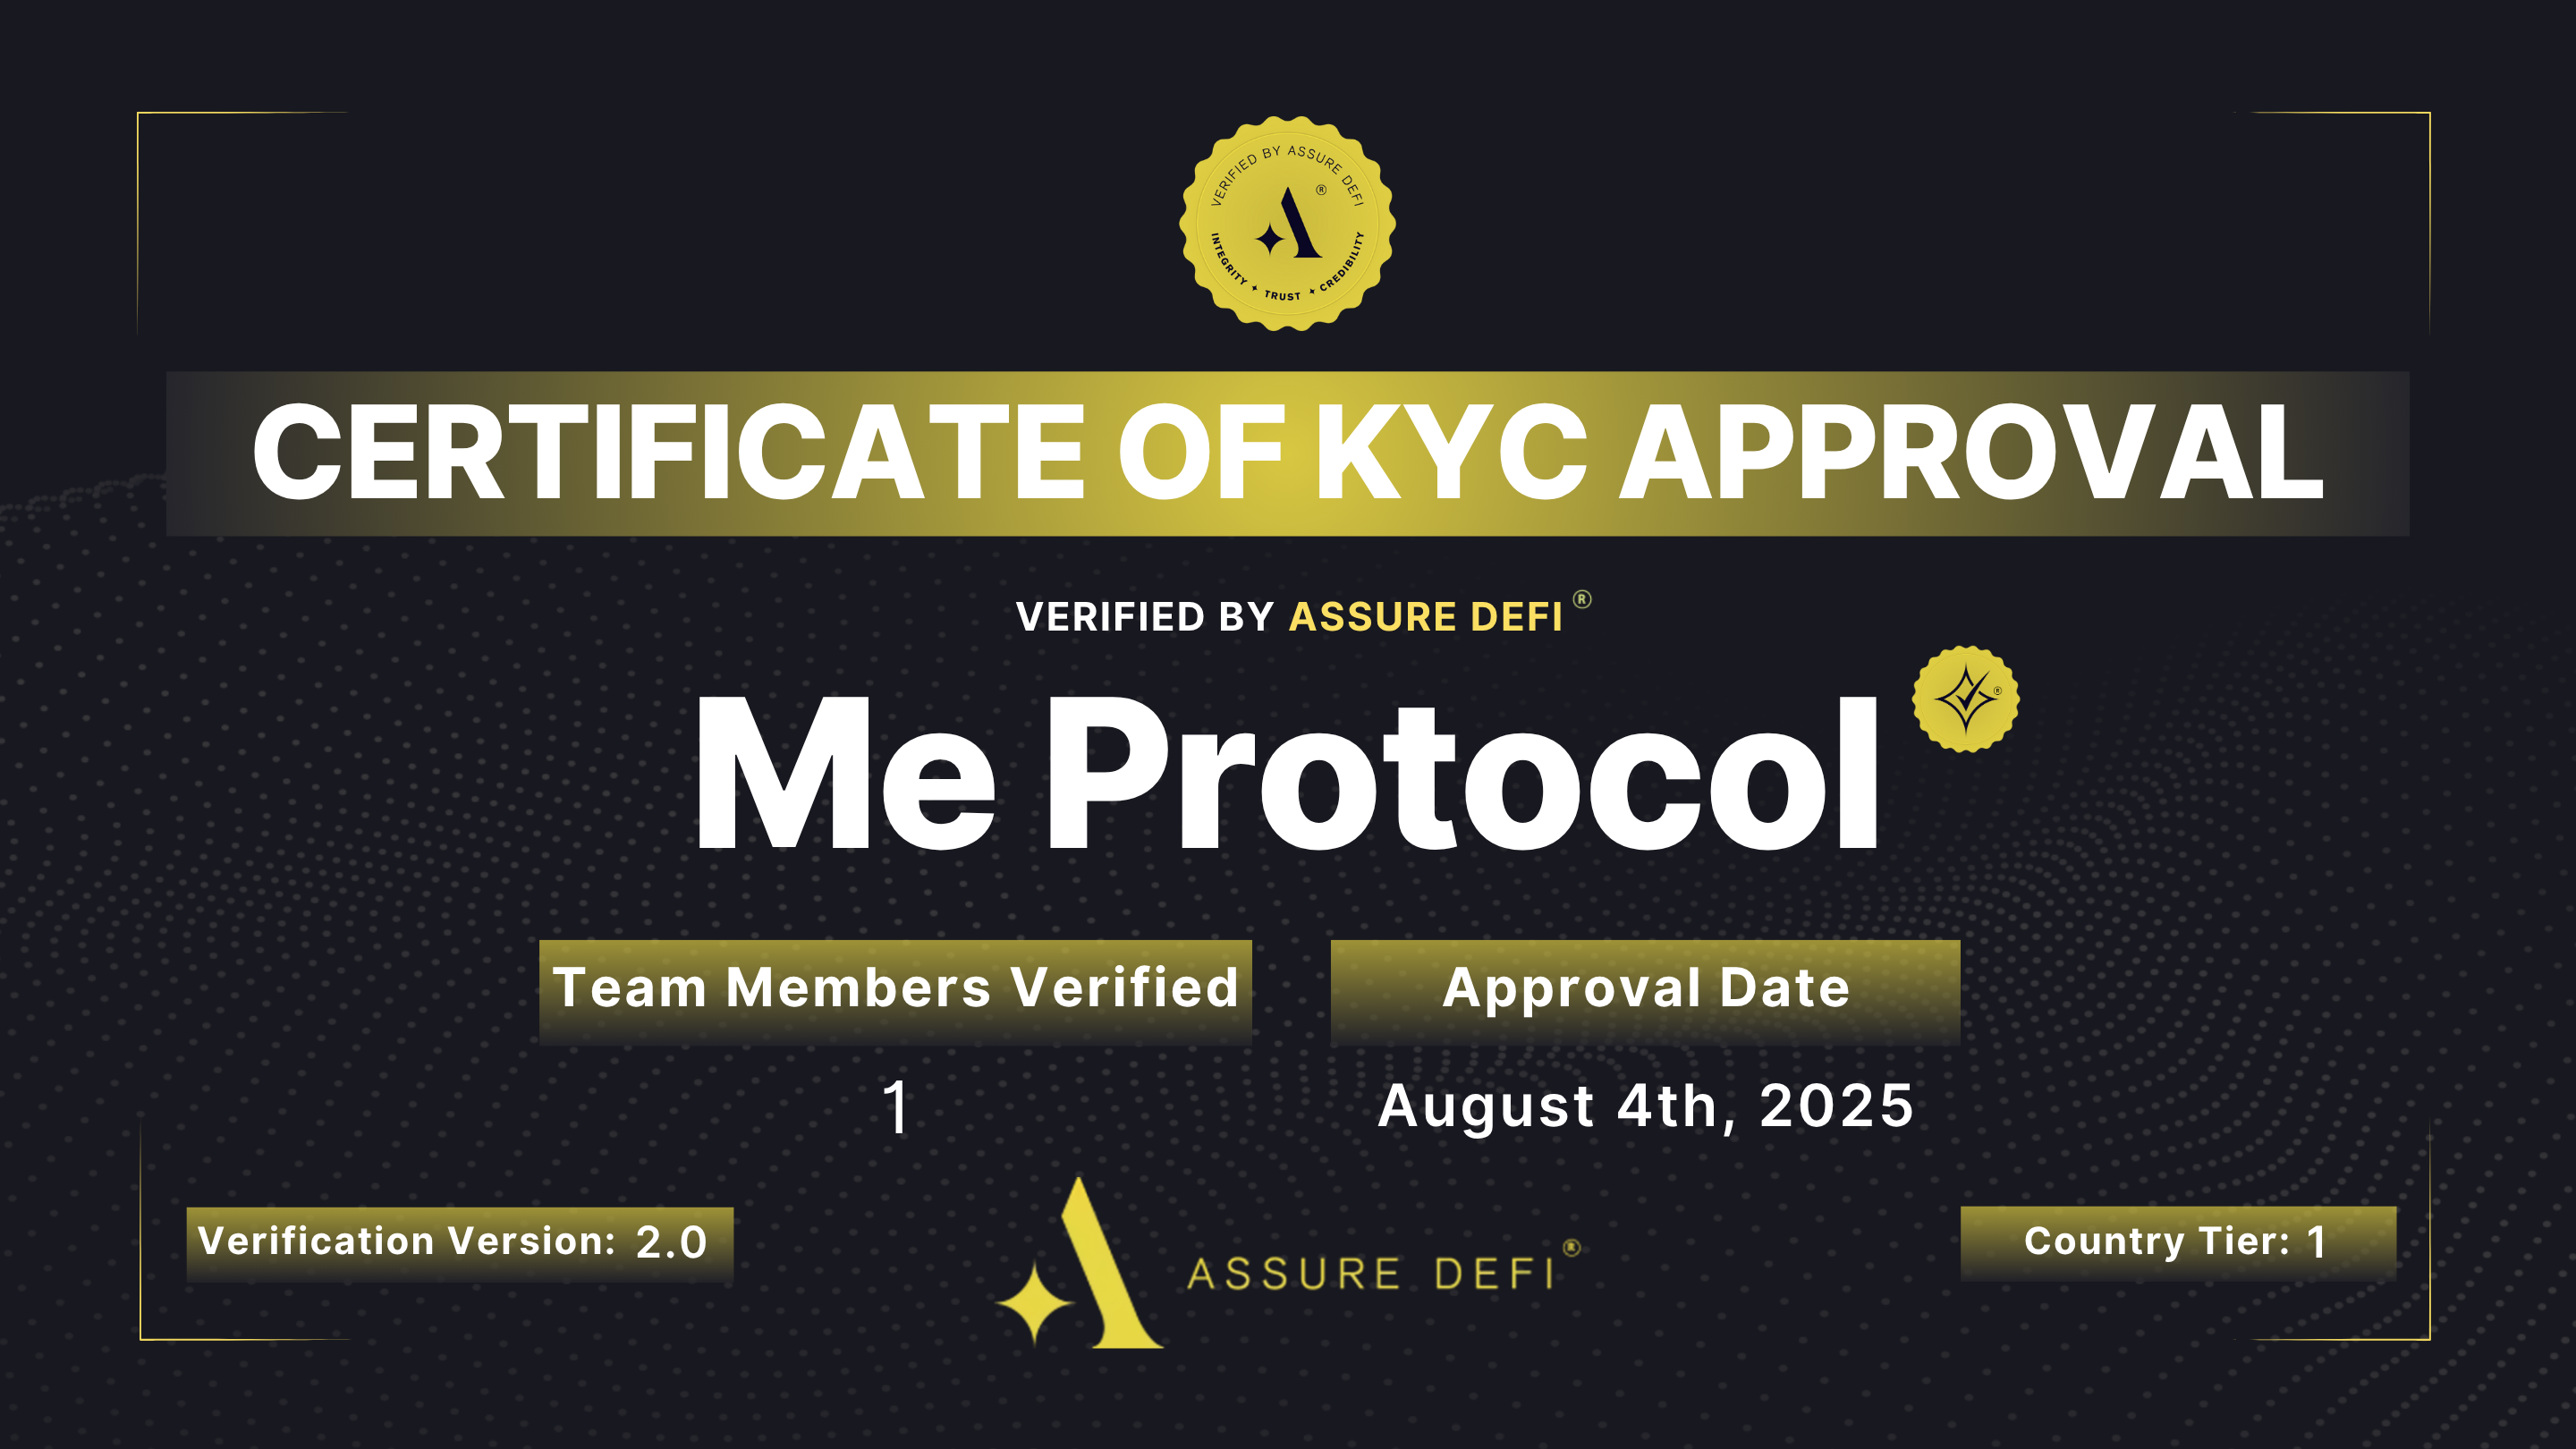 VERIFIED BY ASSURE DEFI
A ®
INTEGRITY ✦ TRUST ✦ CREDIBILITY
CERTIFICATE OF KYC APPROVAL
VERIFIED BY ASSURE DEFI ®
Me Protocol
®
Team Members Verified
1
Approval Date
August 4th, 2025
Verification Version: 2.0
ASSURE DEFI ®
Country Tier: 1